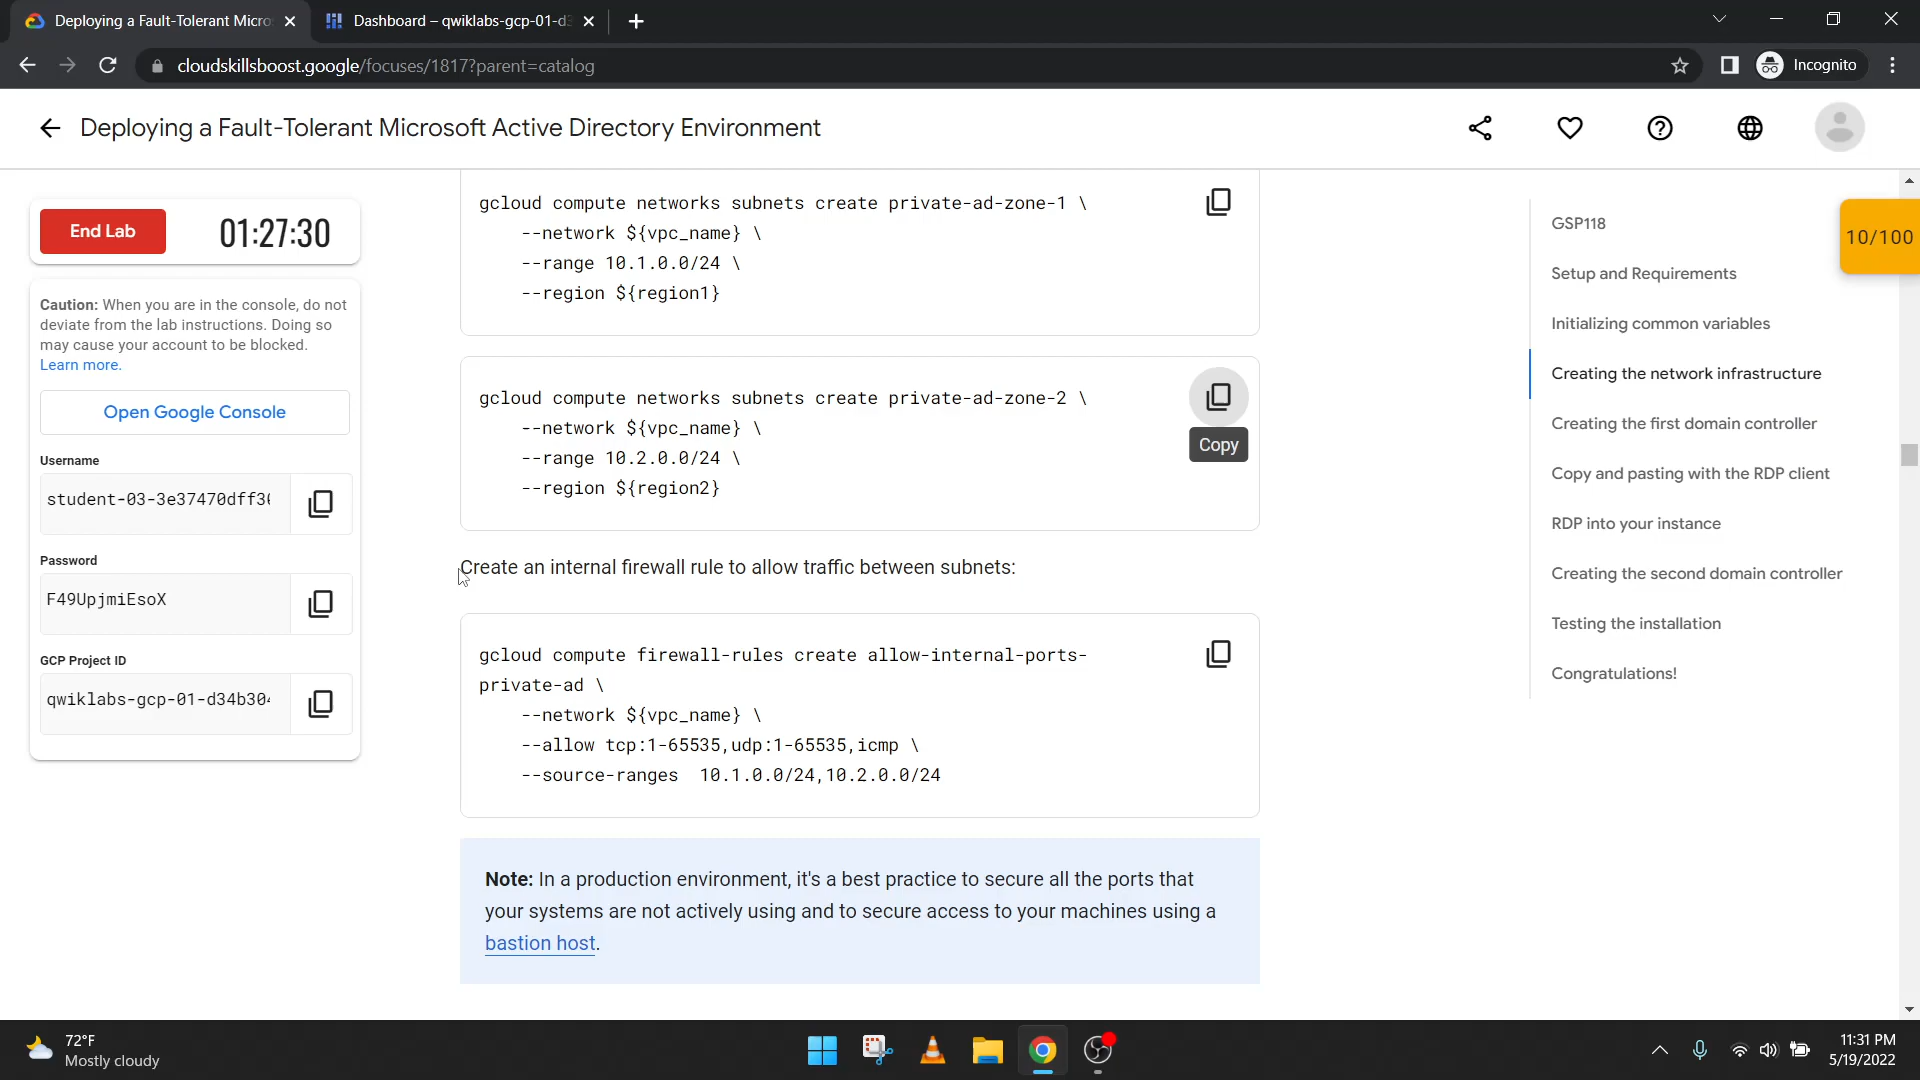 Deploying a Fault-Tolerant Micro
Dashboard – qwiklabs-gcp-01-d3
cloudskillsboost.google/focuses/1817?parent=catalog
Incognito
Deploying a Fault-Tolerant Microsoft Active Directory Environment
End Lab
01:27:30
Caution: When you are in the console, do not
deviate from the lab instructions. Doing so
may cause your account to be blocked.
Learn more.
Open Google Console
Username
student-03-3e37470dff3
Password
F49UpjmiEsoX
GCP Project ID
qwiklabs-gcp-01-d34b304
gcloud compute networks subnets create private-ad-zone-1 \
--network ${vpc_name} \
--range 10.1.0.0/24 \
--region ${region1}
gcloud compute networks subnets create private-ad-zone-2 \
--network ${vpc_name} \
--range 10.2.0.0/24 \
--region ${region2}
Copy
Create an internal firewall rule to allow traffic between subnets:
gcloud compute firewall-rules create allow-internal-ports-
private-ad \
--network ${vpc_name} \
--allow tcp:1-65535,udp:1-65535,icmp \
--source-ranges  10.1.0.0/24,10.2.0.0/24
Note: In a production environment, it's a best practice to secure all the ports that
your systems are not actively using and to secure access to your machines using a
bastion host.
GSP118
Setup and Requirements
Initializing common variables
Creating the network infrastructure
Creating the first domain controller
Copy and pasting with the RDP client
RDP into your instance
Creating the second domain controller
Testing the installation
Congratulations!
10/100
72°F
Mostly cloudy
11:31 PM
5/19/2022